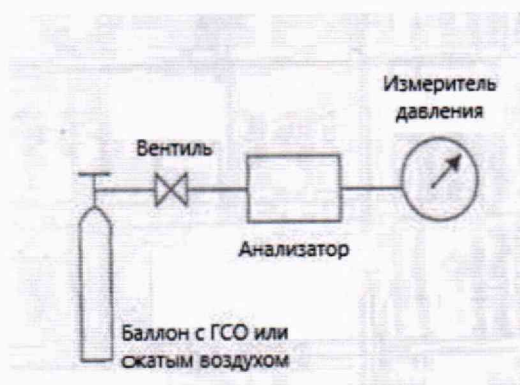 Измеритель
давления
Вентиль
Анализатор
Баллон с ГСО или
сжатым воздухом